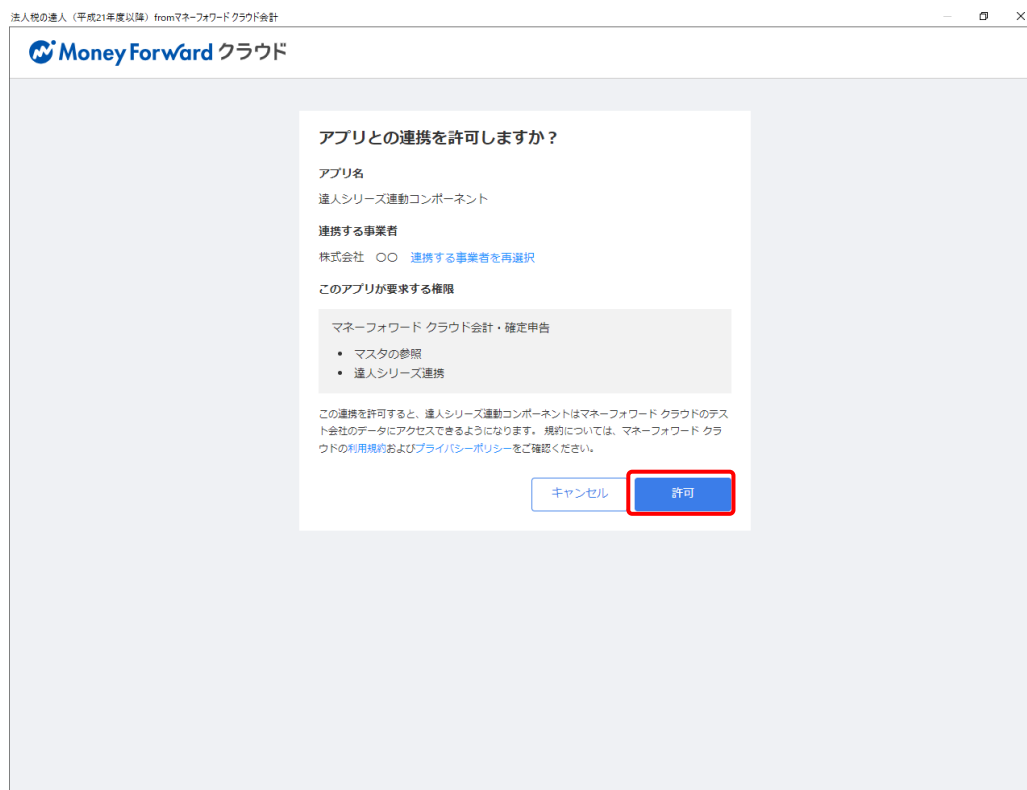 法人税の達人（平成21年度以降）fromマネーフォワードクラウド会計
Money Forward クラウド
アプリとの連携を許可しますか？
アプリ名
達人シリーズ連動コンポーネント
連携する事業者
株式会社　〇〇　連携する事業者を再選択
このアプリが要求する権限
マネーフォワード クラウド会計・確定申告
• マスタの参照
• 達人シリーズ連携
この連携を許可すると、達人シリーズ連動コンポーネントはマネーフォワード クラウドのテス
ト会社のデータにアクセスできるようになります。 規約については、マネーフォワード クラ
ウドの利用規約およびプライバシーポリシーをご確認ください。
キャンセル　許可